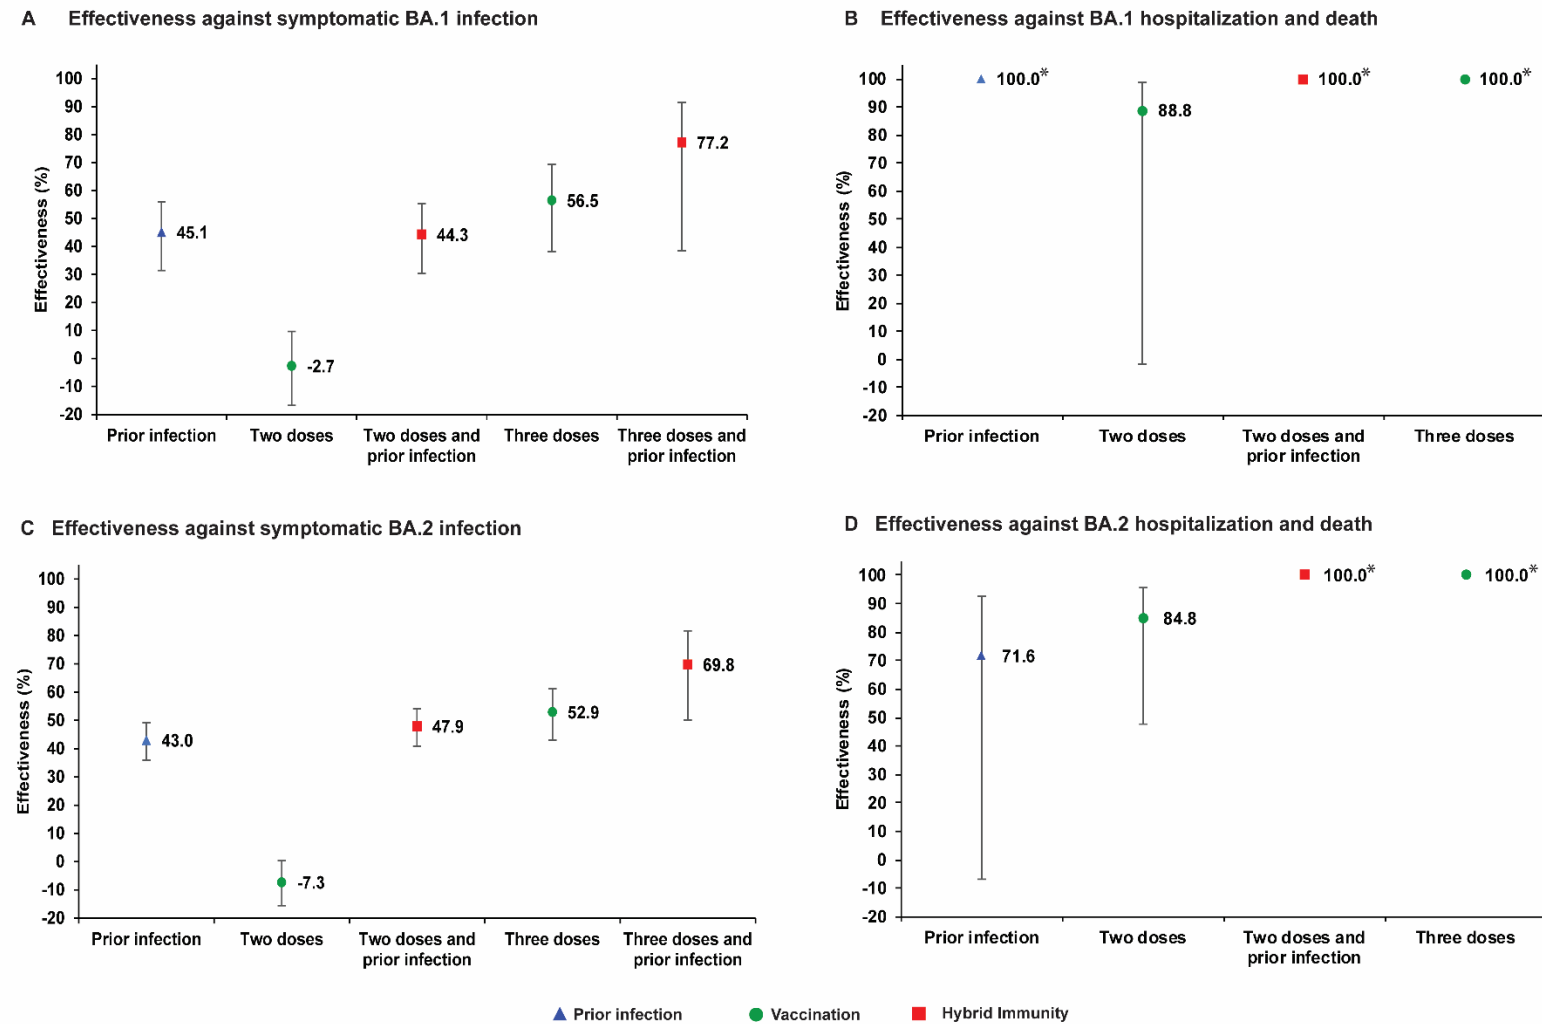 A Effectiveness against symptomatic BA.1 infection
Effectiveness (%)
100
90
80
70
60
50
40
30
20
10
0
-10
-20
45.1
-2.7
44.3
56.5
77.2
Prior infection
Two doses
Two doses and
prior infection
Three doses
Three doses and
prior infection
B Effectiveness against BA.1 hospitalization and death
Effectiveness (%)
100
90
80
70
60
50
40
30
20
10
0
-10
-20
100.0*
88.8
100.0*
100.0*
Prior infection
Two doses
Two doses and
prior infection
Three doses
C Effectiveness against symptomatic BA.2 infection
Effectiveness (%)
100
90
80
70
60
50
40
30
20
10
0
-10
-20
43.0
-7.3
47.9
52.9
69.8
Prior infection
Two doses
Two doses and
prior infection
Three doses
Three doses and
prior infection
D Effectiveness against BA.2 hospitalization and death
Effectiveness (%)
100
90
80
70
60
50
40
30
20
10
0
-10
-20
71.6
84.8
100.0*
100.0*
Prior infection
Two doses
Two doses and
prior infection
Three doses
Prior infection
Vaccination
Hybrid Immunity